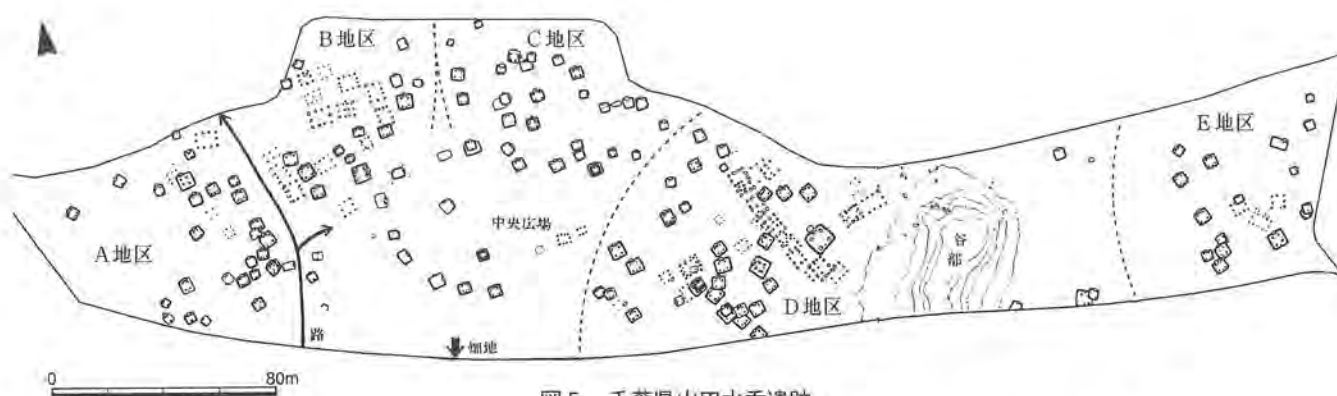 B地区
C地区
E地区
中央広場
A地区
谷部
D地区
路
畑地
0 80m
図5 千葉県山田水呑遺跡